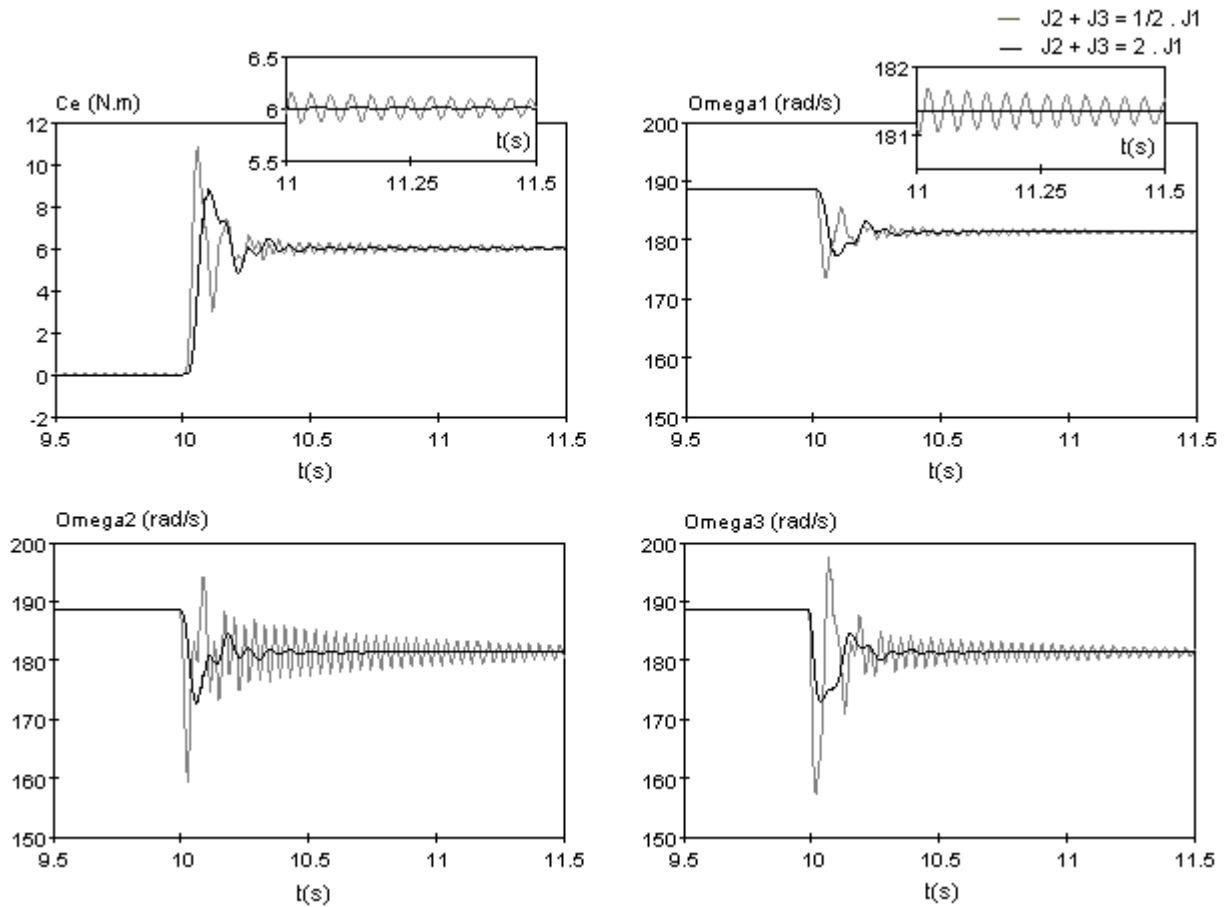 J2 + J3 = 1/2 . J1
J2 + J3 = 2 . J1
Ce (N.m)
6.5
6
5.5
t(s)
11 11.25 11.5
12
10
8
6
4
2
0
-2
9.5 10 10.5 11 11.5
t(s)
Omega1 (rad/s)
182
181
t(s)
11 11.25 11.5
200
190
180
170
160
150
9.5 10 10.5 11 11.5
t(s)
Omega2 (rad/s)
200
190
180
170
160
150
9.5 10 10.5 11 11.5
t(s)
Omega3 (rad/s)
200
190
180
170
160
150
9.5 10 10.5 11 11.5
t(s)